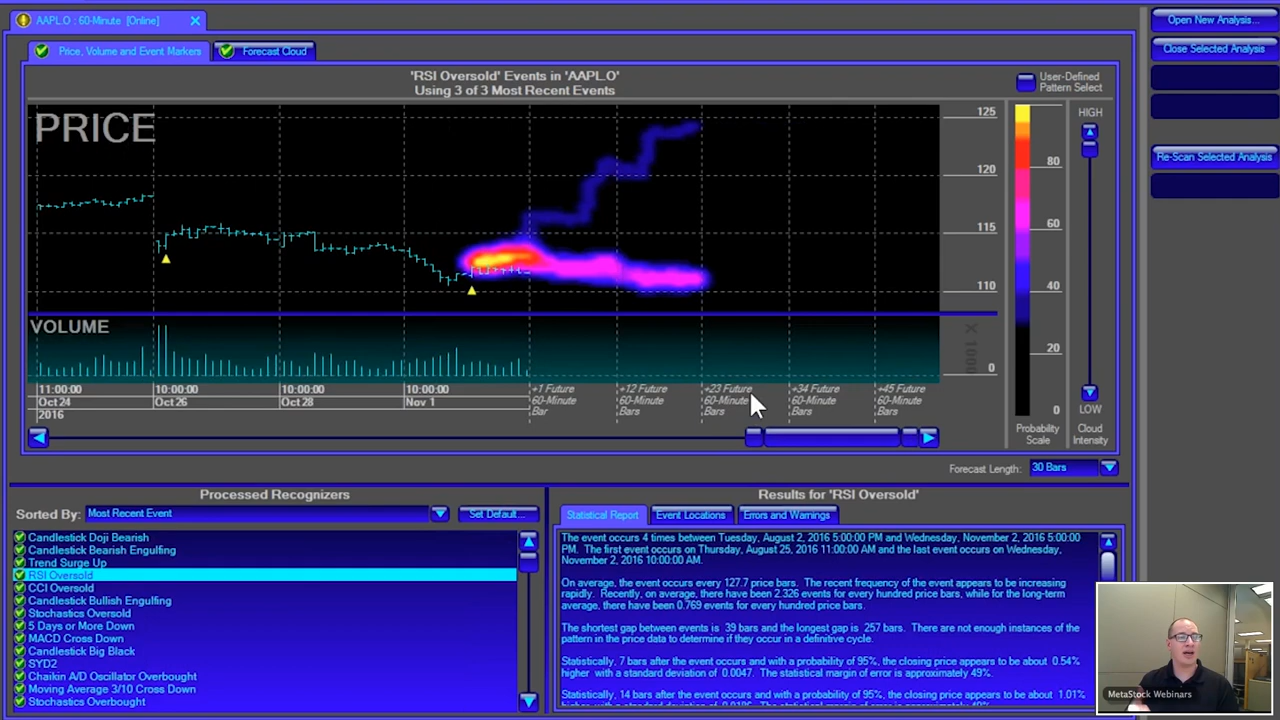 AAPL.O : 60-Minute [Online]
Open New Analysis...
Close Selected Analysis
Re-Scan Selected Analysis
Price, Volume and Event Markers
Forecast Cloud
'RSI Oversold' Events in 'AAPL.O'
Using 3 of 3 Most Recent Events
User-Defined
Pattern Select
PRICE
125
120
115
110
HIGH
80
60
40
20
0
LOW
Probability
Scale
Cloud
Intensity
VOLUME
X 1000
0
11:00:00 10:00:00 10:00:00 10:00:00
Oct 24 Oct 26 Oct 28 Nov 1
2016
+1 Future
60-Minute
Bar
+12 Future
60-Minute
Bars
+23 Future
60-Minute
Bars
+34 Future
60-Minute
Bars
+45 Future
60-Minute
Bars
Forecast Length: 30 Bars
Processed Recognizers
Sorted By: Most Recent Event
Set Default...
Candlestick Doji Bearish
Candlestick Bearish Engulfing
Trend Surge Up
RSI Oversold
CCI Oversold
Candlestick Bullish Engulfing
Stochastics Oversold
5 Days or More Down
MACD Cross Down
Candlestick Big Black
SYD2
Chaikin A/D Oscillator Overbought
Moving Average 3/10 Cross Down
Stochastics Overbought
Results for 'RSI Oversold'
Statistical Report
Event Locations
Errors and Warnings
The event occurs 4 times between Tuesday, August 2, 2016 5:00:00 PM and Wednesday, November 2, 2016 5:00:00
PM. The first event occurs on Thursday, August 25, 2016 11:00:00 AM and the last event occurs on Wednesday,
November 2, 2016 10:00:00 AM.
On average, the event occurs every 127.7 price bars. The recent frequency of the event appears to be increasing
rapidly. Recently, on average, there have been 2.326 events for every hundred price bars, while for the long-term
average, there have been 0.769 events for every hundred price bars.
The shortest gap between events is 39 bars and the longest gap is 257 bars. There are not enough instances of the
pattern in the price data to determine if they occur in a definitive cycle.
Statistically, 7 bars after the event occurs and with a probability of 95%, the closing price appears to be about 0.54%
higher with a standard deviation of 0.0047. The statistical margin of error is approximately 49%.
Statistically, 14 bars after the event occurs and with a probability of 95%, the closing price appears to be about 1.01%
MetaStock Webinars